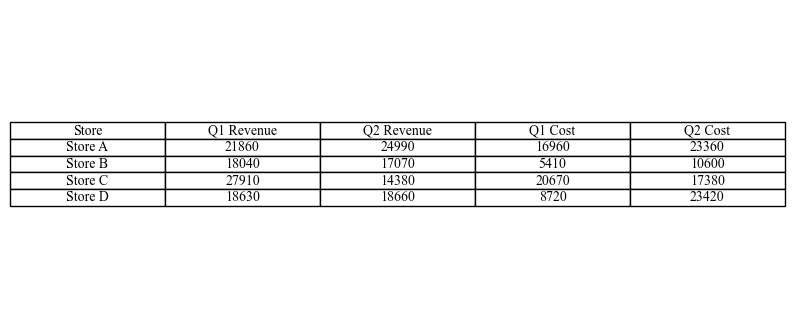 Store Q1 Revenue Q2 Revenue Q1 Cost Q2 Cost
Store A 21860 24990 16960 23360
Store B 18040 17070 5410 10600
Store C 27910 14380 20670 17380
Store D 18630 18660 8720 23420